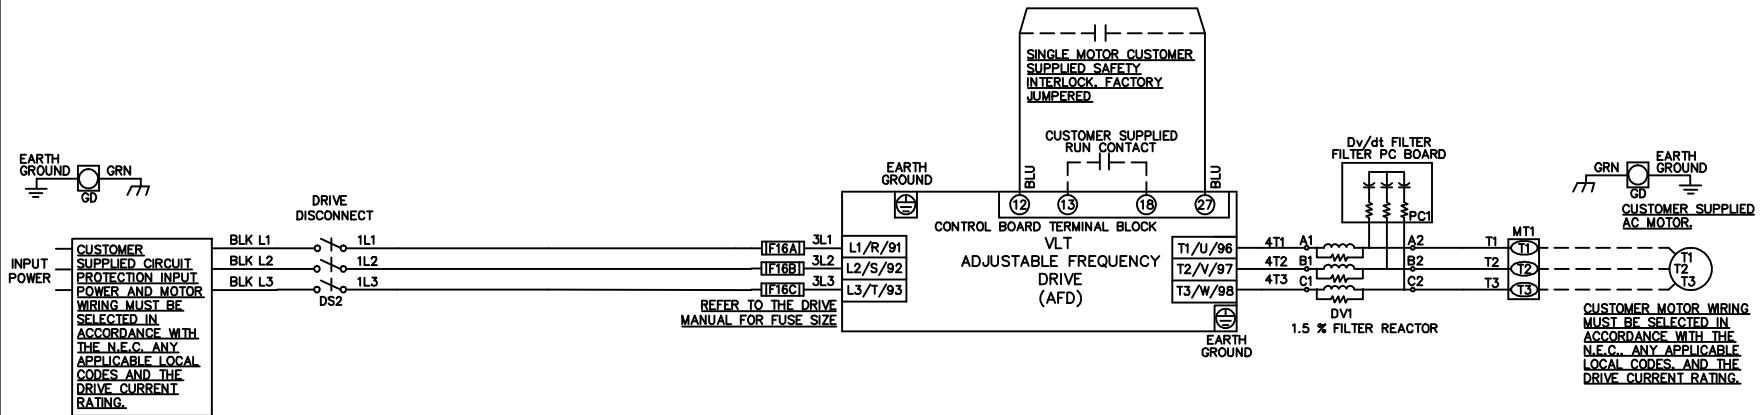 SINGLE MOTOR CUSTOMER
SUPPLIED SAFETY
INTERLOCK, FACTORY
JUMPERED
CUSTOMER SUPPLIED
RUN CONTACT
BLU
BLU
EARTH
GROUND
GRN
GD
DRIVE
DISCONNECT
EARTH
GROUND
12
13
18
27
CONTROL BOARD TERMINAL BLOCK
VLT
ADJUSTABLE FREQUENCY
DRIVE
(AFD)
Dv/dt FILTER
FILTER PC BOARD
PC1
GRN
GD
EARTH
GROUND
CUSTOMER SUPPLIED
AC MOTOR.
INPUT
POWER
CUSTOMER
SUPPLIED CIRCUIT
PROTECTION INPUT
POWER AND MOTOR
WIRING MUST BE
SELECTED IN
ACCORDANCE WITH
THE N.E.C. ANY
APPLICABLE LOCAL
CODES AND THE
DRIVE CURRENT
RATING.
BLK L1
BLK L2
BLK L3
1L1
1L2
1L3
DS2
F16A
F16B
F16C
3L1
3L2
3L3
L1/R/91
L2/S/92
L3/T/93
REFER TO THE DRIVE
MANUAL FOR FUSE SIZE
T1/U/96
T2/V/97
T3/W/98
EARTH
GROUND
4T1
4T2
4T3
A1
B1
C1
A2
B2
C2
DV1
1.5 % FILTER REACTOR
T1
T2
T3
MT1
T1
T2
T3
T1
T2
T3
CUSTOMER MOTOR WIRING
MUST BE SELECTED IN
ACCORDANCE WITH THE
N.E.C., ANY APPLICABLE
LOCAL CODES, AND THE
DRIVE CURRENT RATING.